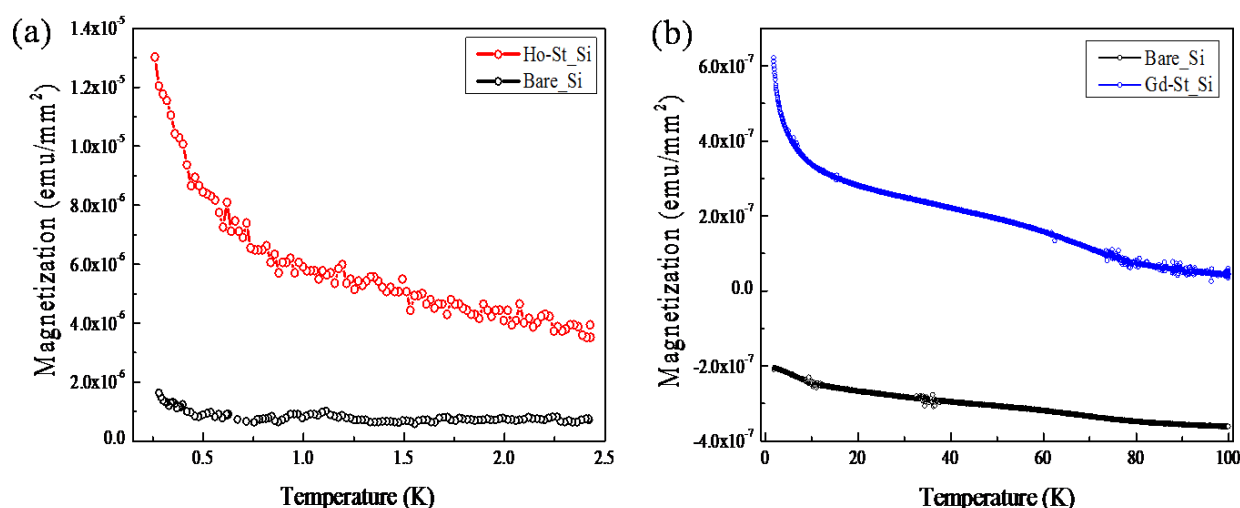 (a)
Magnetization (emu/mm²)
1.4x10⁻⁵
1.2x10⁻⁵
1.0x10⁻⁵
8.0x10⁻⁶
6.0x10⁻⁶
4.0x10⁻⁶
2.0x10⁻⁶
0.0
Ho-St_Si
Bare_Si
0.5 1.0 1.5 2.0 2.5
Temperature (K)
(b)
Magnetization (emu/mm²)
6.0x10⁻⁷
4.0x10⁻⁷
2.0x10⁻⁷
0.0
-2.0x10⁻⁷
-4.0x10⁻⁷
Bare_Si
Gd-St_Si
0 20 40 60 80 100
Temperature (K)